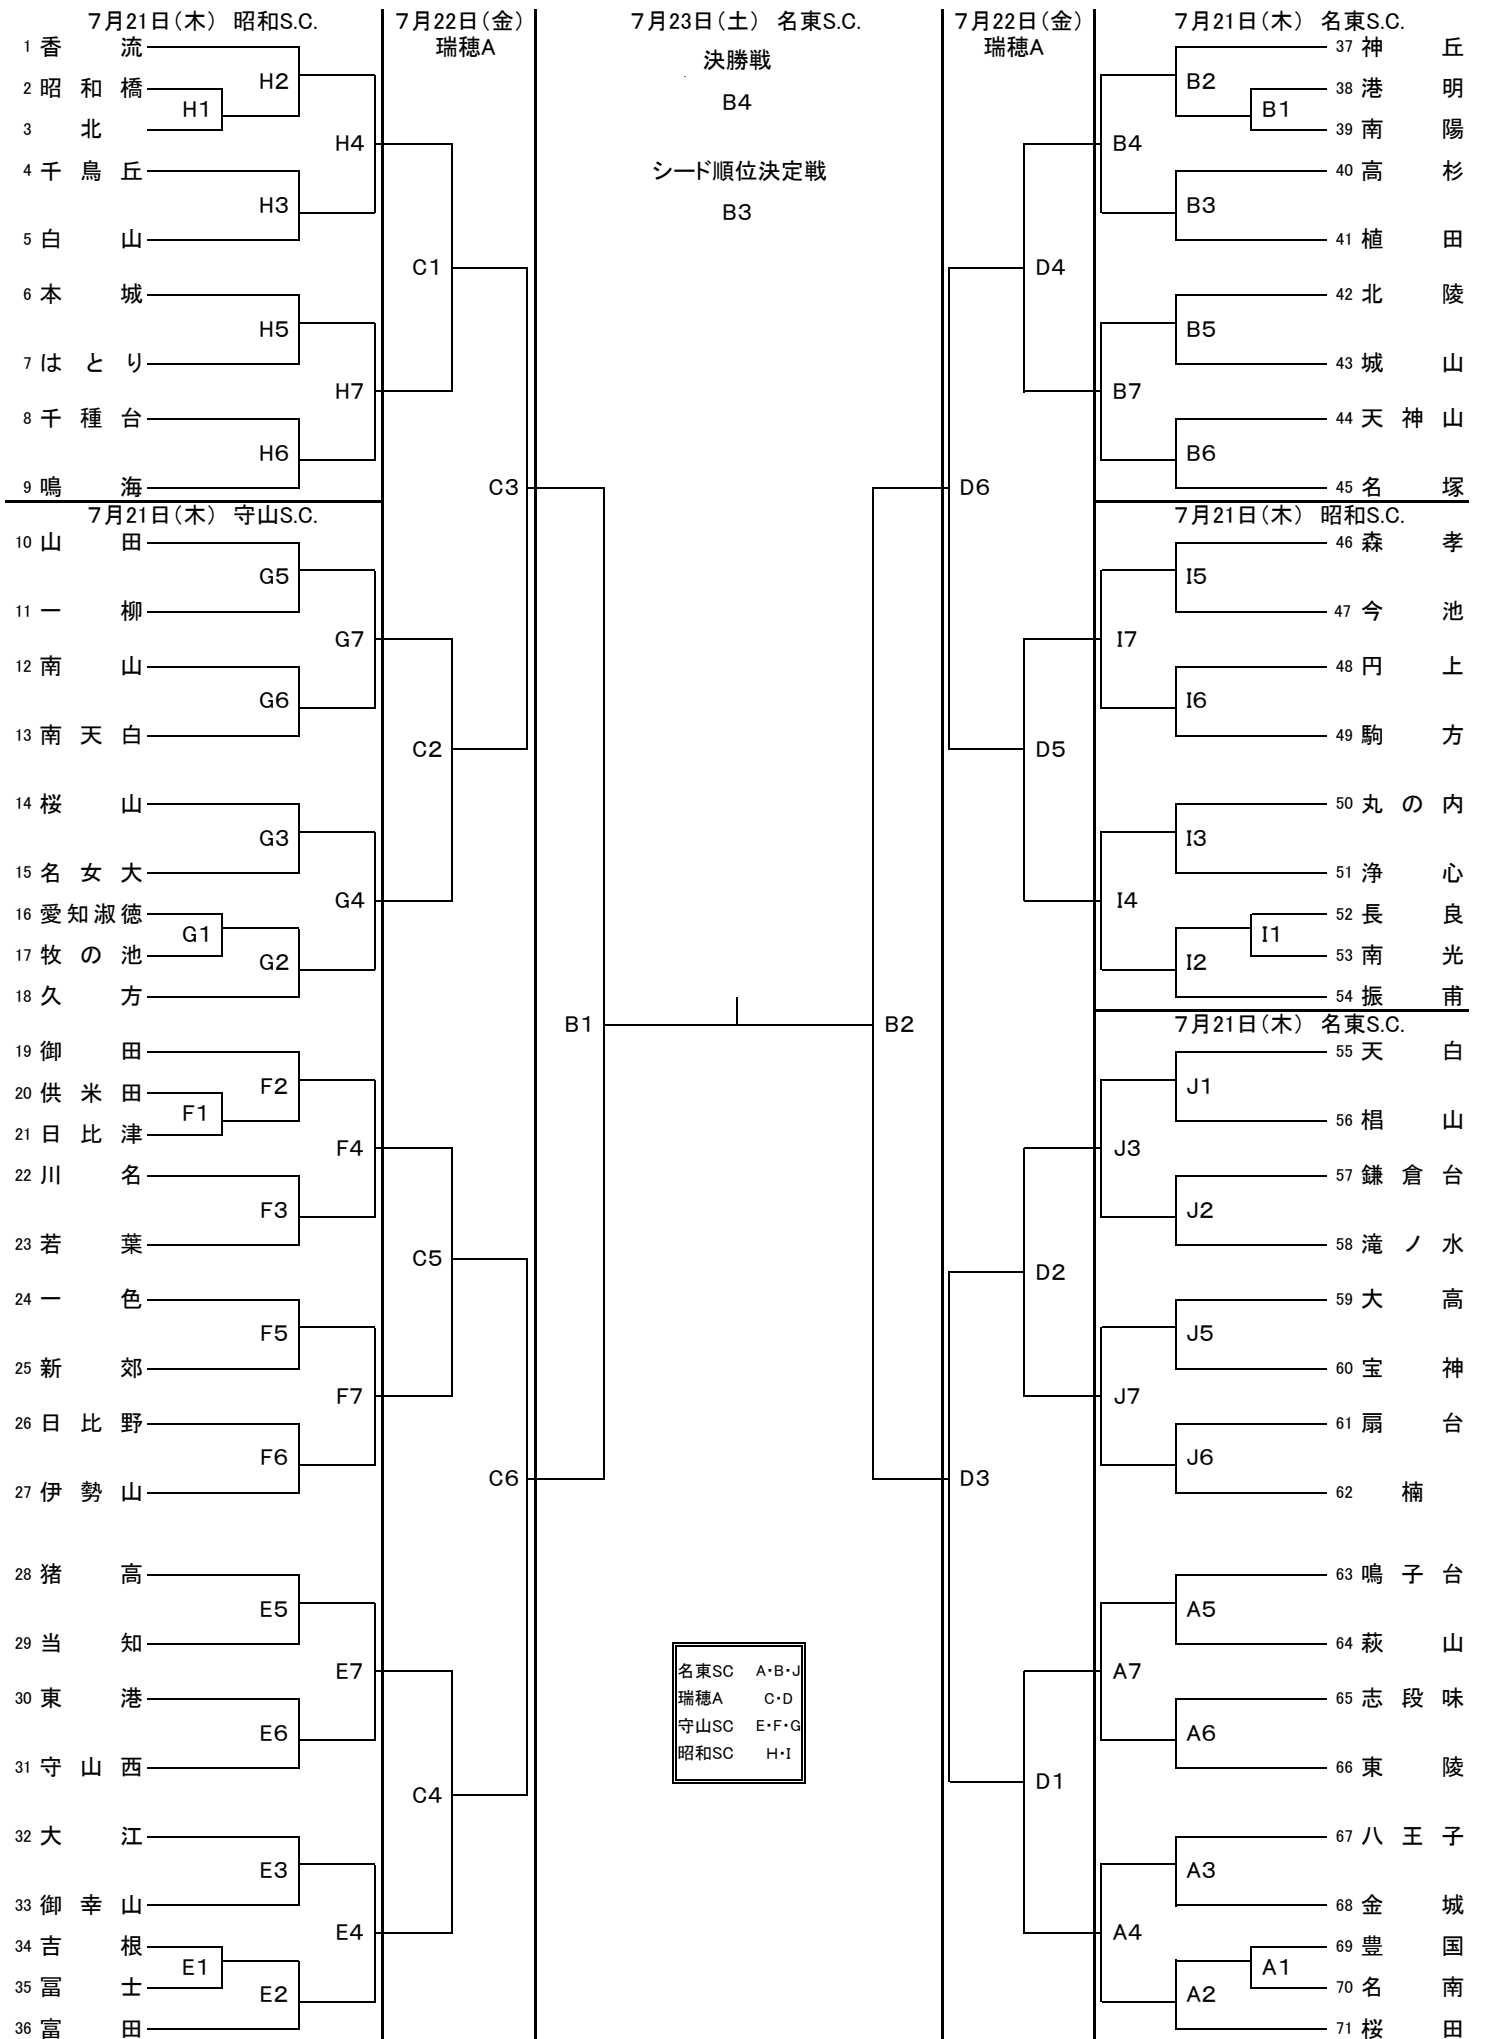 7月21日(木) 昭和S.C.
1 香 流
2 昭 和 橋
3 北
4 千 鳥 丘
5 白 山
6 本 城
7 は と り
8 千 種 台
9 鳴 海
H1
H2
H3
H4
H5
H6
H7
7月21日(木) 守山S.C.
10 山 田
11 一 柳
12 南 山
13 南 天 白
14 桜 山
15 名 女 大
16 愛知淑徳
17 牧 の 池
18 久 方
G5
G7
G6
G3
G4
G1
G2
19 御 田
20 供 米 田
21 日 比 津
22 川 名
23 若 葉
24 一 色
25 新 郊
26 日 比 野
27 伊 勢 山
F2
F1
F4
F3
F5
F7
F6
28 猪 高
29 当 知
30 東 港
31 守 山 西
32 大 江
33 御 幸 山
34 吉 根
35 冨 士
36 富 田
E5
E7
E6
E3
E4
E1
E2
7月22日(金)
瑞穂A
C1
C3
C2
C5
C6
C4
7月23日(土) 名東S.C.
決勝戦
B4
シード順位決定戦
B3
B1
B2
名東SC A・B・J
瑞穂A C・D
守山SC E・F・G
昭和SC H・I
7月22日(金)
瑞穂A
D4
D6
D5
D2
D3
D1
7月21日(木) 名東S.C.
37 神 丘
38 港 明
39 南 陽
40 高 杉
41 植 田
42 北 陵
43 城 山
44 天 神 山
45 名 塚
B2
B1
B4
B3
B5
B7
B6
7月21日(木) 昭和S.C.
46 森 孝
47 今 池
48 円 上
49 駒 方
50 丸 の 内
51 浄 心
52 長 良
53 南 光
54 振 甫
I5
I7
I6
I3
I4
I1
I2
7月21日(木) 名東S.C.
55 天 白
56 椙 山
57 鎌 倉 台
58 滝 ノ 水
59 大 高
60 宝 神
61 扇 台
62 楠
J1
J3
J2
J5
J7
J6
63 鳴 子 台
64 萩 山
65 志 段 味
66 東 陵
67 八 王 子
68 金 城
69 豊 国
70 名 南
71 桜 田
A5
A7
A6
A3
A4
A1
A2